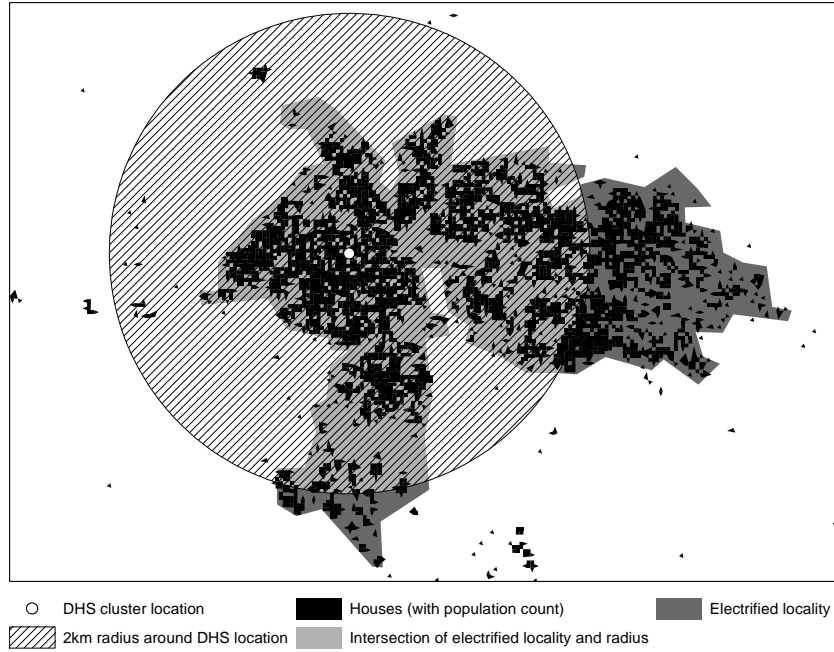 DHS cluster location
Houses (with population count)
Electrified locality
2km radius around DHS location
Intersection of electrified locality and radius